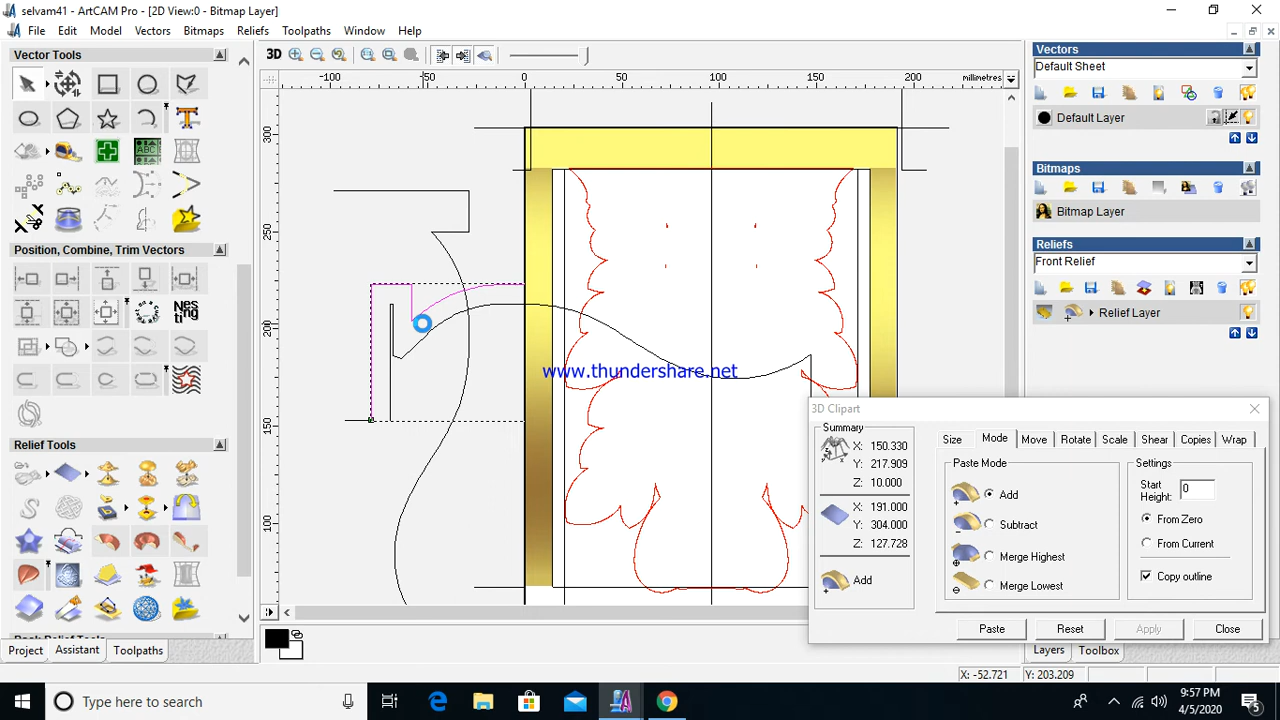 selvam41 - ArtCAM Pro - [2D View:0 - Bitmap Layer]
File Edit Model Vectors Bitmaps Reliefs Toolpaths Window Help
Vector Tools
3D
-100 -50 0 50 100 150 200 millimetres
300
250
200
150
100
Nesting
Position, Combine, Trim Vectors
Relief Tools
Back Relief Tools
Project Assistant Toolpaths
www.thundershare.net
Vectors
Default Sheet
Default Layer
Bitmaps
Bitmap Layer
Reliefs
Front Relief
Relief Layer
3D Clipart
Summary
X: 150.330
Y: 217.909
Z: 10.000
X: 191.000
Y: 304.000
Z: 127.728
Add
Size Mode Move Rotate Scale Shear Copies Wrap
Paste Mode
Add
Subtract
Merge Highest
Merge Lowest
Settings
Start Height: 0
From Zero
From Current
Copy outline
Paste Reset Apply Close
Layers Toolbox
X: -52.721 Y: 203.209
Type here to search
9:57 PM
4/5/2020
5